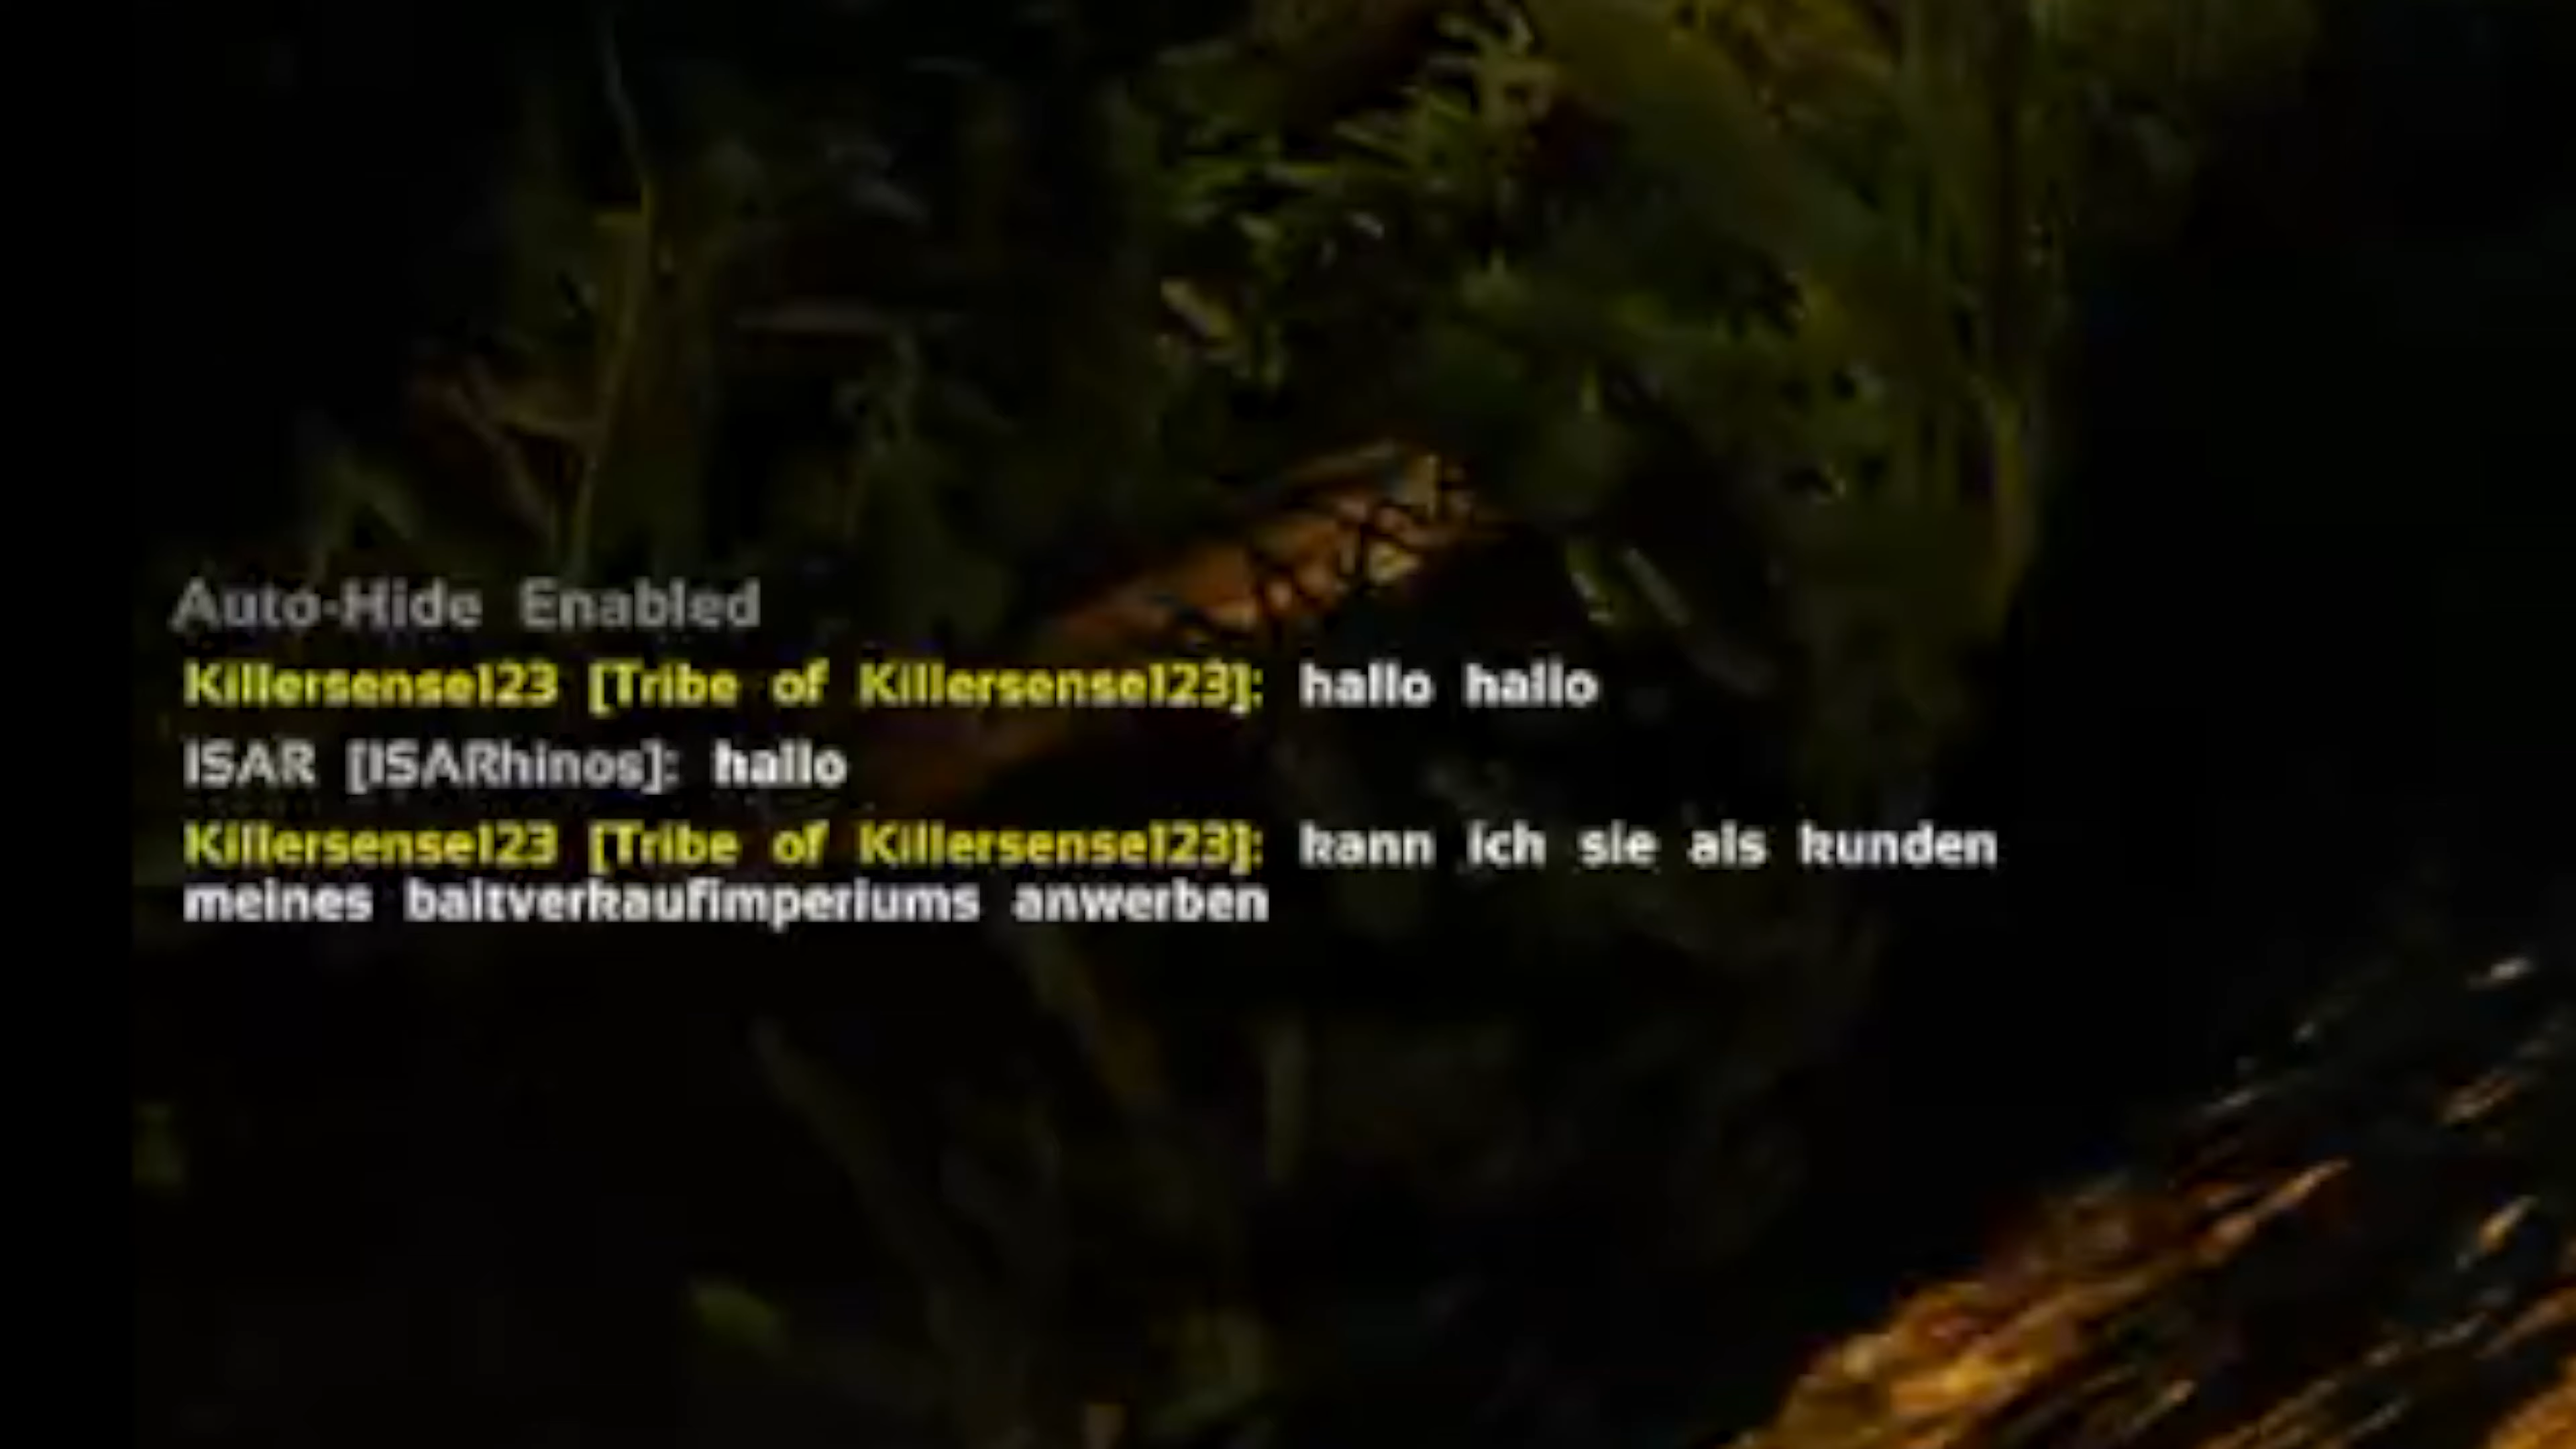 Auto-Hide Enabled
Killersense123 [Tribe of Killersense123]: hallo hallo
ISAR [ISARhinos]: hallo
Killersense123 [Tribe of Killersense123]: kann ich sie als kunden
meines baitverkaufimperiums anwerben